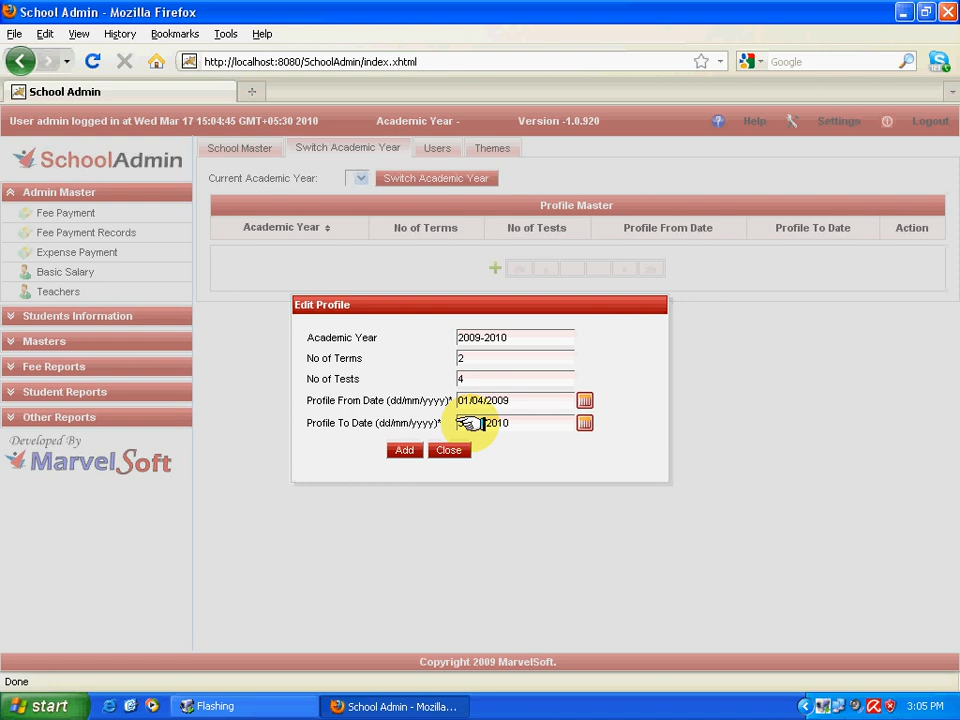 School Admin - Mozilla Firefox
File Edit View History Bookmarks Tools Help
http://localhost:8080/SchoolAdmin/index.xhtml
Google
School Admin
User admin logged in at Wed Mar 17 15:04:45 GMT+05:30 2010 Academic Year - Version -1.0.920 Help Settings Logout
SchoolAdmin
School Master Switch Academic Year Users Themes
Current Academic Year: Switch Academic Year
Admin Master
Fee Payment
Fee Payment Records
Expense Payment
Basic Salary
Teachers
Students Information
Masters
Fee Reports
Student Reports
Other Reports
Developed By
MarvelSoft
Profile Master
Academic Year No of Terms No of Tests Profile From Date Profile To Date Action
Edit Profile
Academic Year 2009-2010
No of Terms 2
No of Tests 4
Profile From Date (dd/mm/yyyy)* 01/04/2009
Profile To Date (dd/mm/yyyy)* 2010
Add Close
Copyright 2009 MarvelSoft.
Done
start Flashing School Admin - Mozilla... 3:05 PM